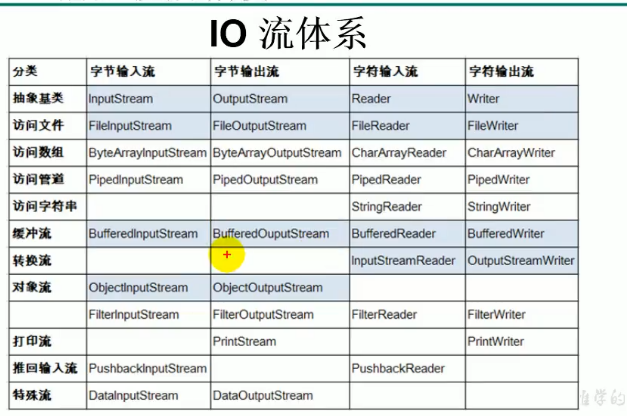 IO 流体系
分类 字节输入流 字节输出流 字符输入流 字符输出流
抽象基类 InputStream OutputStream Reader Writer
访问文件 FileInputStream FileOutputStream FileReader FileWriter
访问数组 ByteArrayInputStream ByteArrayOutputStream CharArrayReader CharArrayWriter
访问管道 PipedInputStream PipedOutputStream PipedReader PipedWriter
访问字符串 StringReader StringWriter
缓冲流 BufferedInputStream BufferedOuputStream BufferedReader BufferedWriter
转换流 InputStreamReader OutputStreamWriter
对象流 ObjectInputStream ObjectOutputStream
FilterInputStream FilterOutputStream FilterReader FilterWriter
打印流 PrintStream PrintWriter
推回输入流 PushbackInputStream PushbackReader
特殊流 DataInputStream DataOutputStream
学的